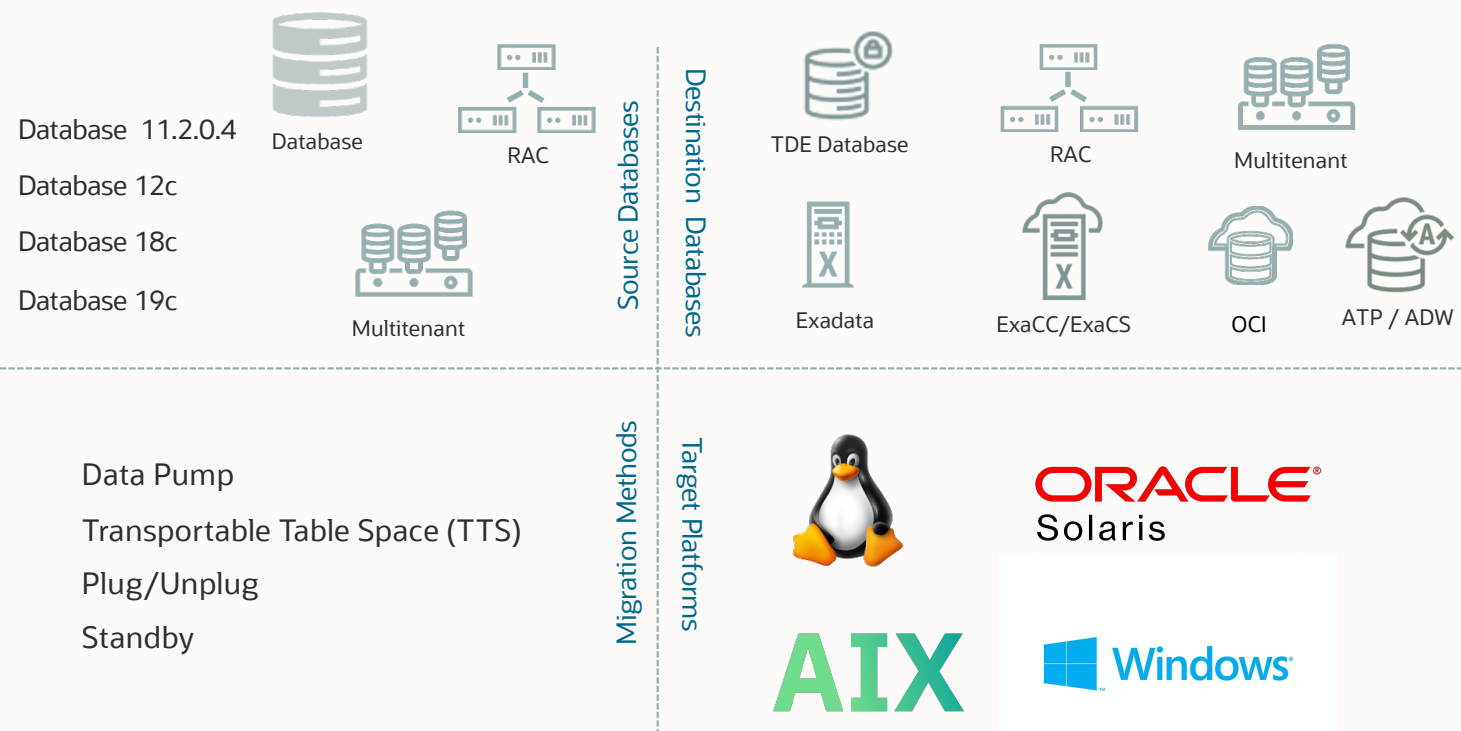 Database 11.2.0.4
Database 12c
Database 18c
Database 19c
Database
RAC
Multitenant
Source Databases
Destination Databases
TDE Database
RAC
Multitenant
Exadata
ExaCC/ExaCS
OCI
A
ATP / ADW
X
X
Data Pump
Transportable Table Space (TTS)
Plug/Unplug
Standby
Migration Methods
Target Platforms
ORACLE®
Solaris
AIX
Windows®
™